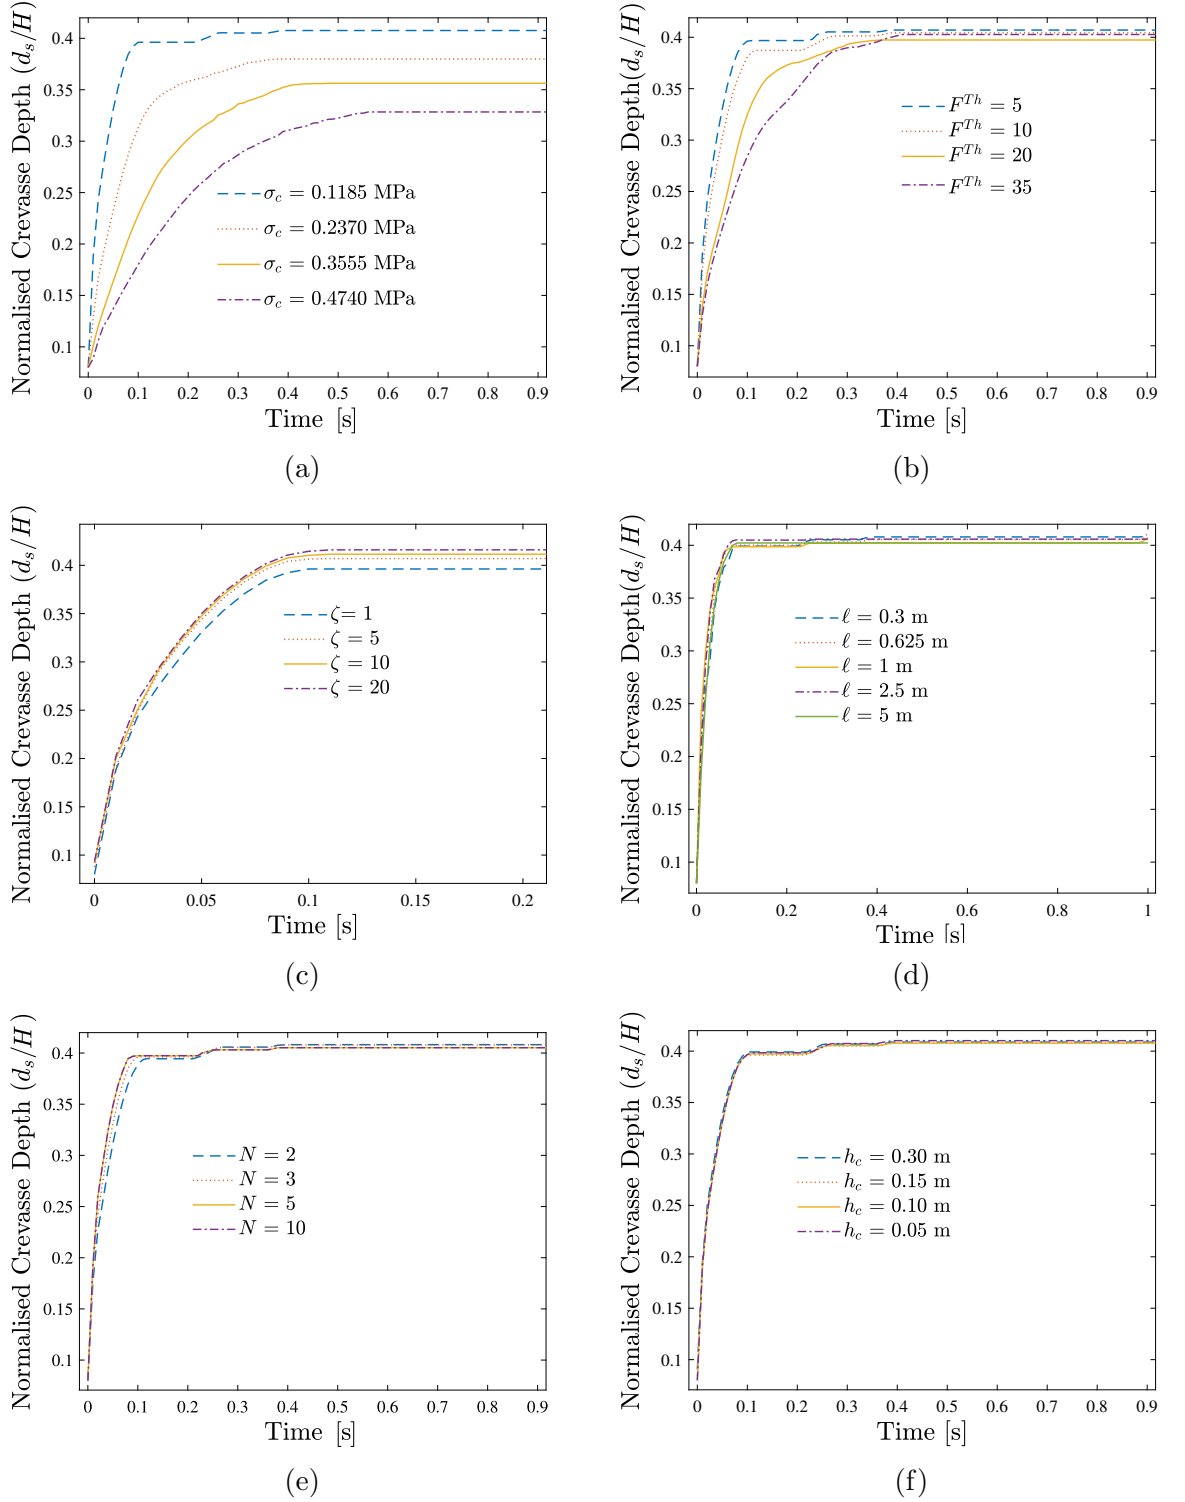 Normalised Crevasse Depth (d_s/H)
0.4
0.35
0.3
0.25
0.2
0.15
0.1
σ_c = 0.1185 MPa
σ_c = 0.2370 MPa
σ_c = 0.3555 MPa
σ_c = 0.4740 MPa
0 0.1 0.2 0.3 0.4 0.5 0.6 0.7 0.8 0.9
Time [s]
(a)
Normalised Crevasse Depth(d_s/H)
0.4
0.35
0.3
0.25
0.2
0.15
0.1
F^Th = 5
F^Th = 10
F^Th = 20
F^Th = 35
0 0.1 0.2 0.3 0.4 0.5 0.6 0.7 0.8 0.9
Time [s]
(b)
Normalised Crevasse Depth (d_s/H)
0.4
0.35
0.3
0.25
0.2
0.15
0.1
ζ= 1
ζ = 5
ζ = 10
ζ = 20
0 0.05 0.1 0.15 0.2
Time [s]
(c)
Normalised Crevasse Depth(d_s/H)
0.4
0.35
0.3
0.25
0.2
0.15
0.1
ℓ = 0.3 m
ℓ = 0.625 m
ℓ = 1 m
ℓ = 2.5 m
ℓ = 5 m
0 0.2 0.4 0.6 0.8 1
Time [s]
(d)
Normalised Crevasse Depth (d_s/H)
0.4
0.35
0.3
0.25
0.2
0.15
0.1
N = 2
N = 3
N = 5
N = 10
0 0.1 0.2 0.3 0.4 0.5 0.6 0.7 0.8 0.9
Time [s]
(e)
Normalised Crevasse Depth (d_s/H)
0.4
0.35
0.3
0.25
0.2
0.15
0.1
h_c = 0.30 m
h_c = 0.15 m
h_c = 0.10 m
h_c = 0.05 m
0 0.1 0.2 0.3 0.4 0.5 0.6 0.7 0.8 0.9
Time [s]
(f)